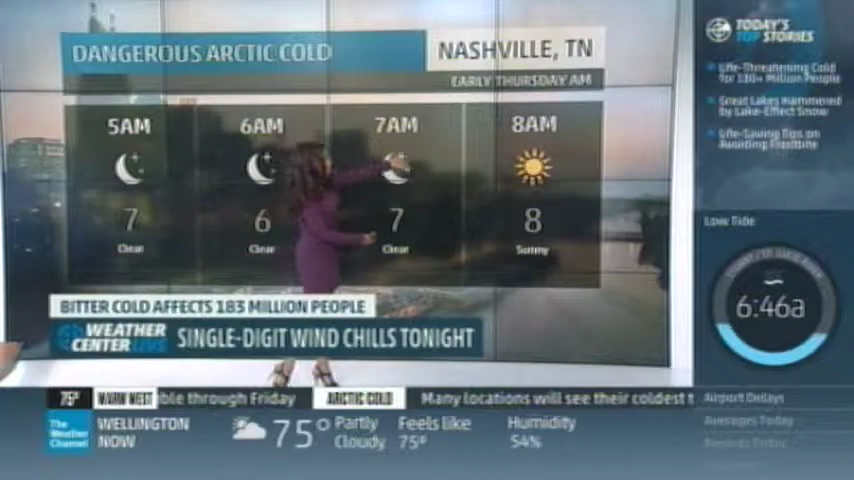 DANGEROUS ARCTIC COLD
NASHVILLE, TN
EARLY THURSDAY AM
5AM
6AM
7AM
8AM
7
6
7
8
Clear
Clear
Clear
Sunny
BITTER COLD AFFECTS 183 MILLION PEOPLE
WEATHER
CENTER LIVE
SINGLE-DIGIT WIND CHILLS TONIGHT
TODAY'S
TOP STORIES
Life-Threatening Cold
for 130+ Million People
Great Lakes Hammered
by Lake-Effect Snow
Life-Saving Tips on
Avoiding Frostbite
Low Tide
6:46a
Airport Delays
Averages Today
75°
ble through Friday
ARCTIC COLD
Many locations will see their coldest t
The
Weather
Channel
WELLINGTON
NOW
75°
Partly
Cloudy
Feels like
75°
Humidity
54%